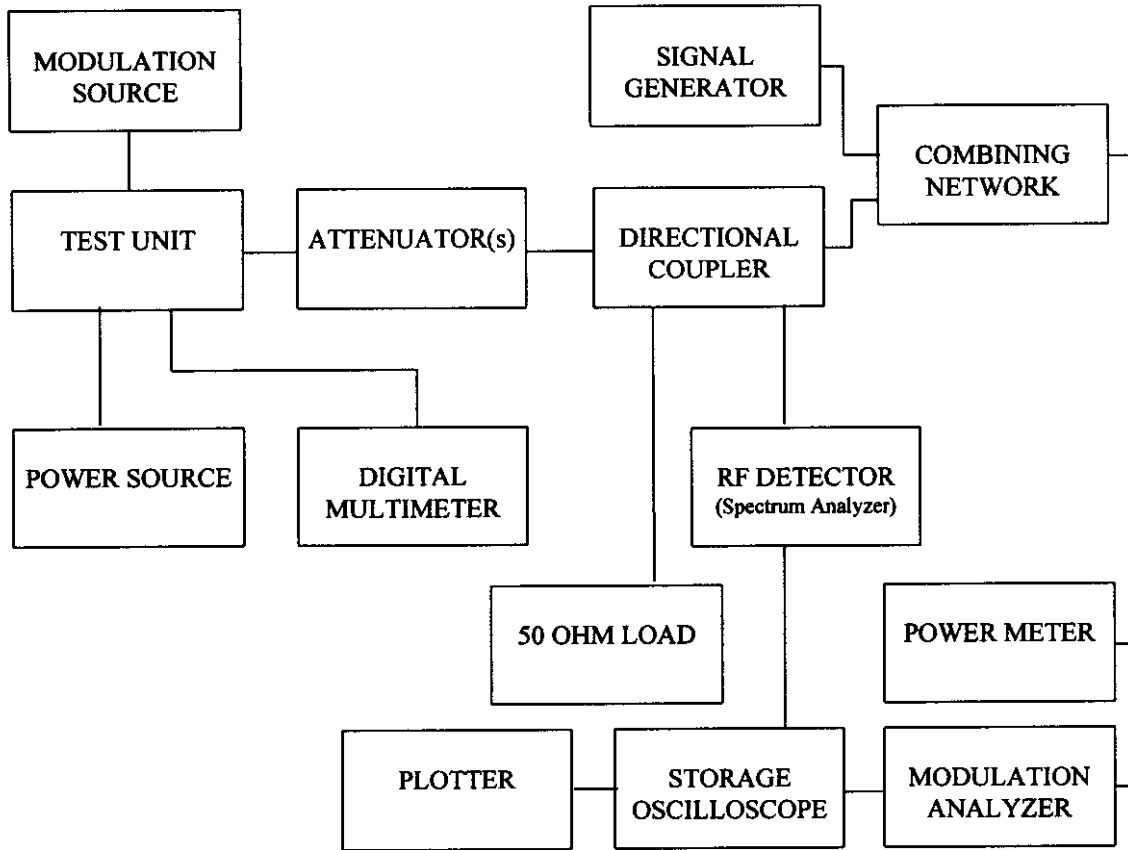 MODULATION
SOURCE
SIGNAL
GENERATOR
COMBINING
NETWORK
TEST UNIT
ATTENUATOR(s)
DIRECTIONAL
COUPLER
POWER SOURCE
DIGITAL
MULTIMETER
RF DETECTOR
(Spectrum Analyzer)
50 OHM LOAD
POWER METER
PLOTTER
STORAGE
OSCILLOSCOPE
MODULATION
ANALYZER